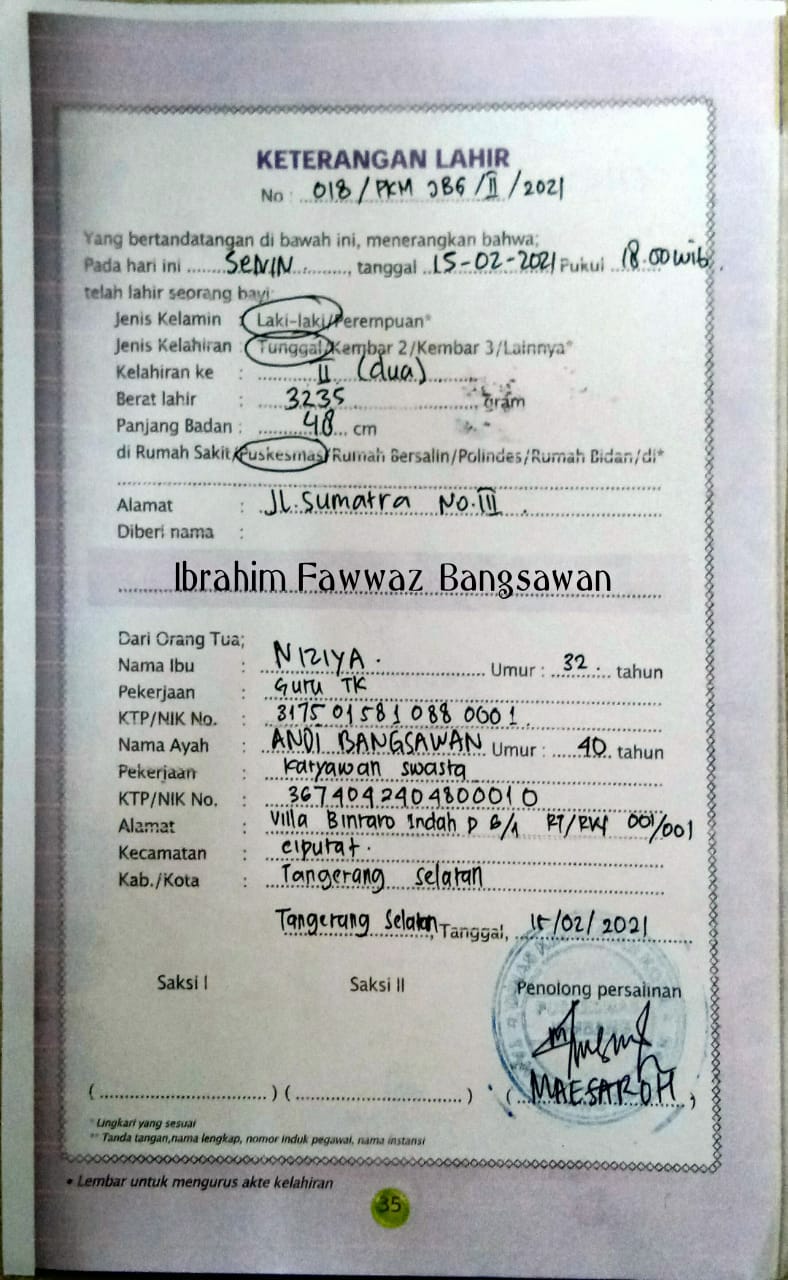 KETERANGAN LAHIR
No : 018 / PKM JBG / II / 2021
Yang bertandatangan di bawah ini, menerangkan bahwa;
Pada hari ini SENIN, tanggal 15-02-2021 Pukul 18.00 wib.
telah lahir seorang bayi:
Jenis Kelamin : Laki-laki/Perempuan*
Jenis Kelahiran : Tunggal/Kembar 2/Kembar 3/Lainnya*
Kelahiran ke : II (dua)
Berat lahir : 3235 gram
Panjang Badan : 48 cm
di Rumah Sakit/Puskesmas/Rumah Bersalin/Polindes/Rumah Bidan/di*
Alamat : JL. Sumatra No. III
Diberi nama :
Ibrahim Fawwaz Bangsawan
Dari Orang Tua;
Nama Ibu : NIZIYA. Umur : 32 tahun
Pekerjaan : Guru TK
KTP/NIK No. : 3175 01581 088 0001
Nama Ayah : ANDI BANGSAWAN Umur : 40 tahun
Pekerjaan : Karyawan swasta
KTP/NIK No. : 3674042404800010
Alamat : Villa Bintaro Indah D 6/1 RT/RW 001/001
Kecamatan : ciputat.
Kab./Kota : Tangerang selatan
Tangerang Selatan, Tanggal, 15/02/2021
Saksi I Saksi II Penolong persalinan
(..............................) (..............................) (MAESAROH)
* Lingkari yang sesuai
** Tanda tangan,nama lengkap, nomor induk pegawai, nama instansi
• Lembar untuk mengurus akte kelahiran
35